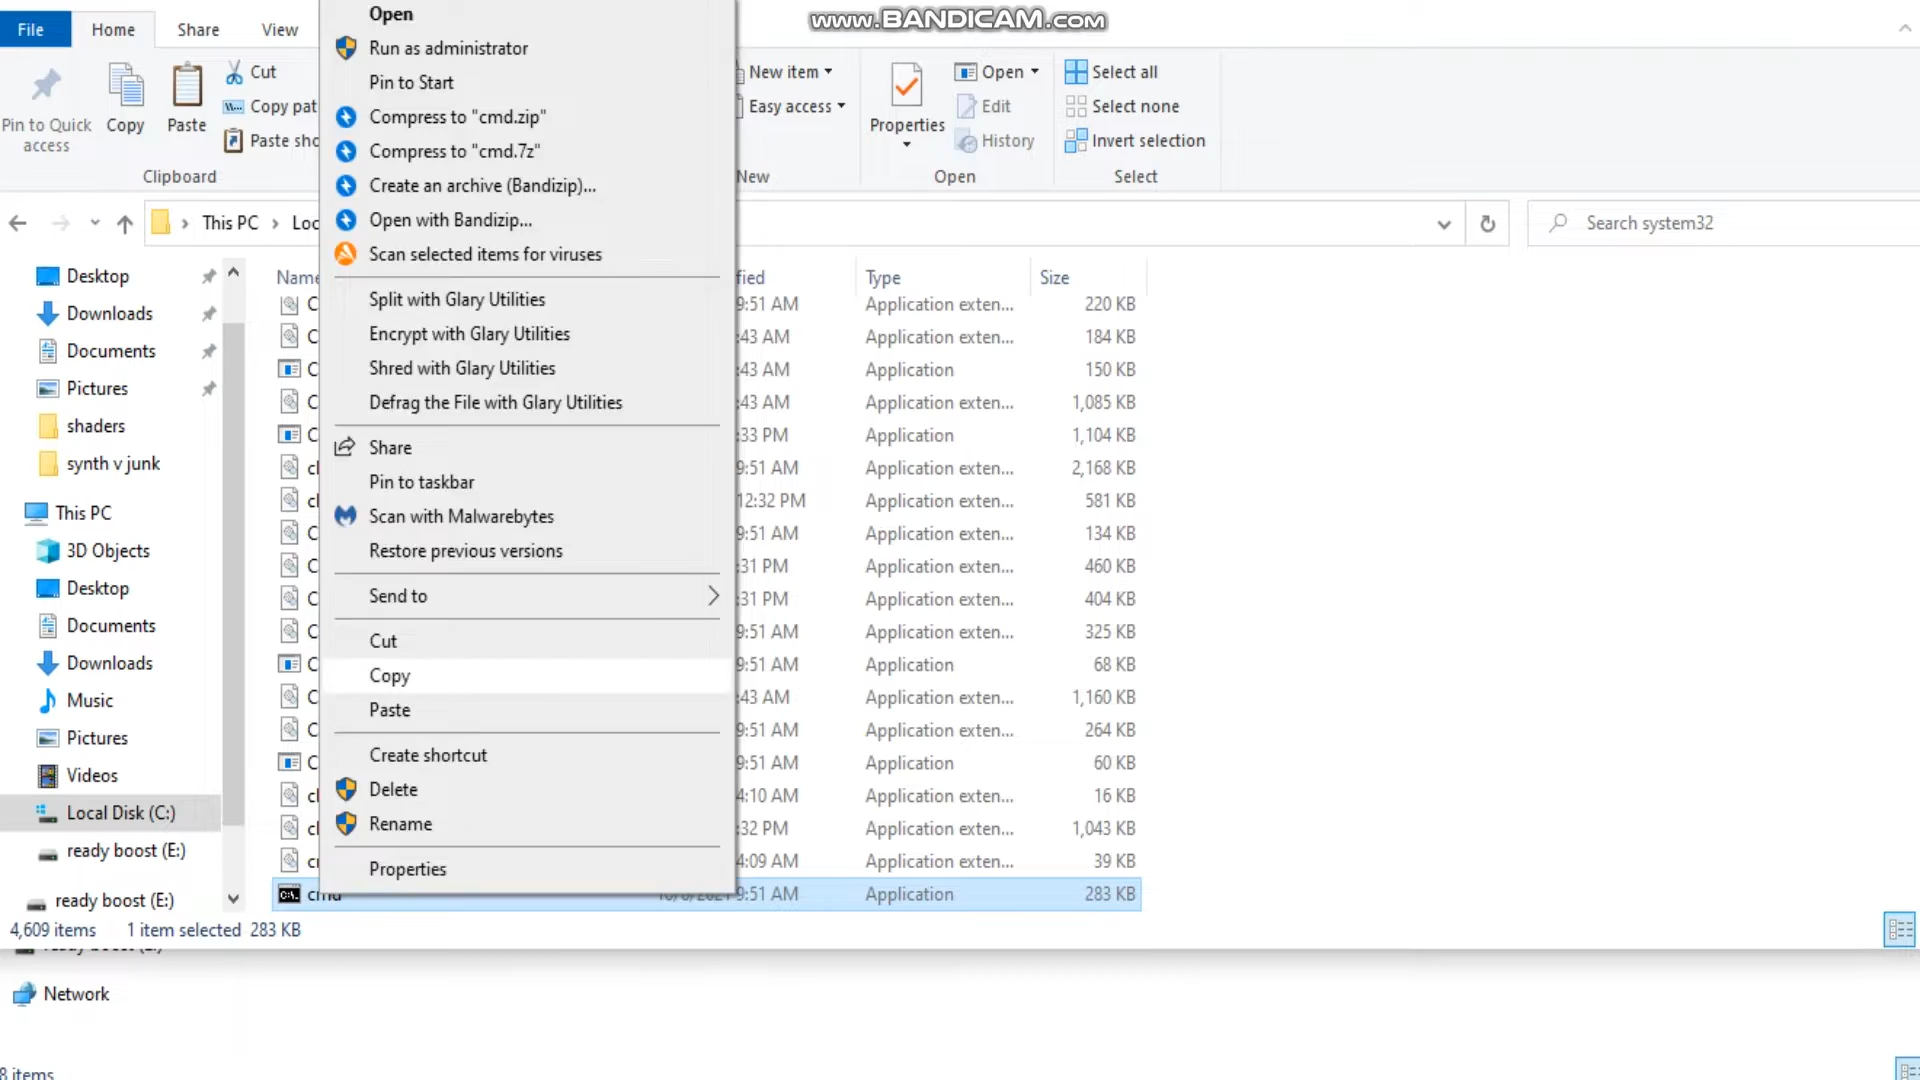 www.BANDICAM.com
File
Home
Share
View
Pin to Quick access
Copy
Paste
Cut
Copy pat
Paste sho
Clipboard
New item
Easy access
New
Properties
Open
Edit
History
Open
Select all
Select none
Invert selection
Select
This PC
Loc
Search system32
Open
Run as administrator
Pin to Start
Compress to "cmd.zip"
Compress to "cmd.7z"
Create an archive (Bandizip)...
Open with Bandizip...
Scan selected items for viruses
Split with Glary Utilities
Encrypt with Glary Utilities
Shred with Glary Utilities
Defrag the File with Glary Utilities
Share
Pin to taskbar
Scan with Malwarebytes
Restore previous versions
Send to
Cut
Copy
Paste
Create shortcut
Delete
Rename
Properties
Desktop
Downloads
Documents
Pictures
shaders
synth v junk
This PC
3D Objects
Desktop
Documents
Downloads
Music
Pictures
Videos
Local Disk (C:)
ready boost (E:)
ready boost (E:)
Name
fied
Type
Size
9:51 AM Application exten... 220 KB
:43 AM Application exten... 184 KB
:43 AM Application 150 KB
:43 AM Application exten... 1,085 KB
:33 PM Application 1,104 KB
9:51 AM Application exten... 2,168 KB
12:32 PM Application exten... 581 KB
9:51 AM Application exten... 134 KB
:31 PM Application exten... 460 KB
:31 PM Application exten... 404 KB
9:51 AM Application exten... 325 KB
9:51 AM Application 68 KB
:43 AM Application exten... 1,160 KB
9:51 AM Application exten... 264 KB
9:51 AM Application 60 KB
4:10 AM Application exten... 16 KB
:32 PM Application exten... 1,043 KB
4:09 AM Application exten... 39 KB
cmd 9:51 AM Application 283 KB
4,609 items
1 item selected 283 KB
Network
8 items